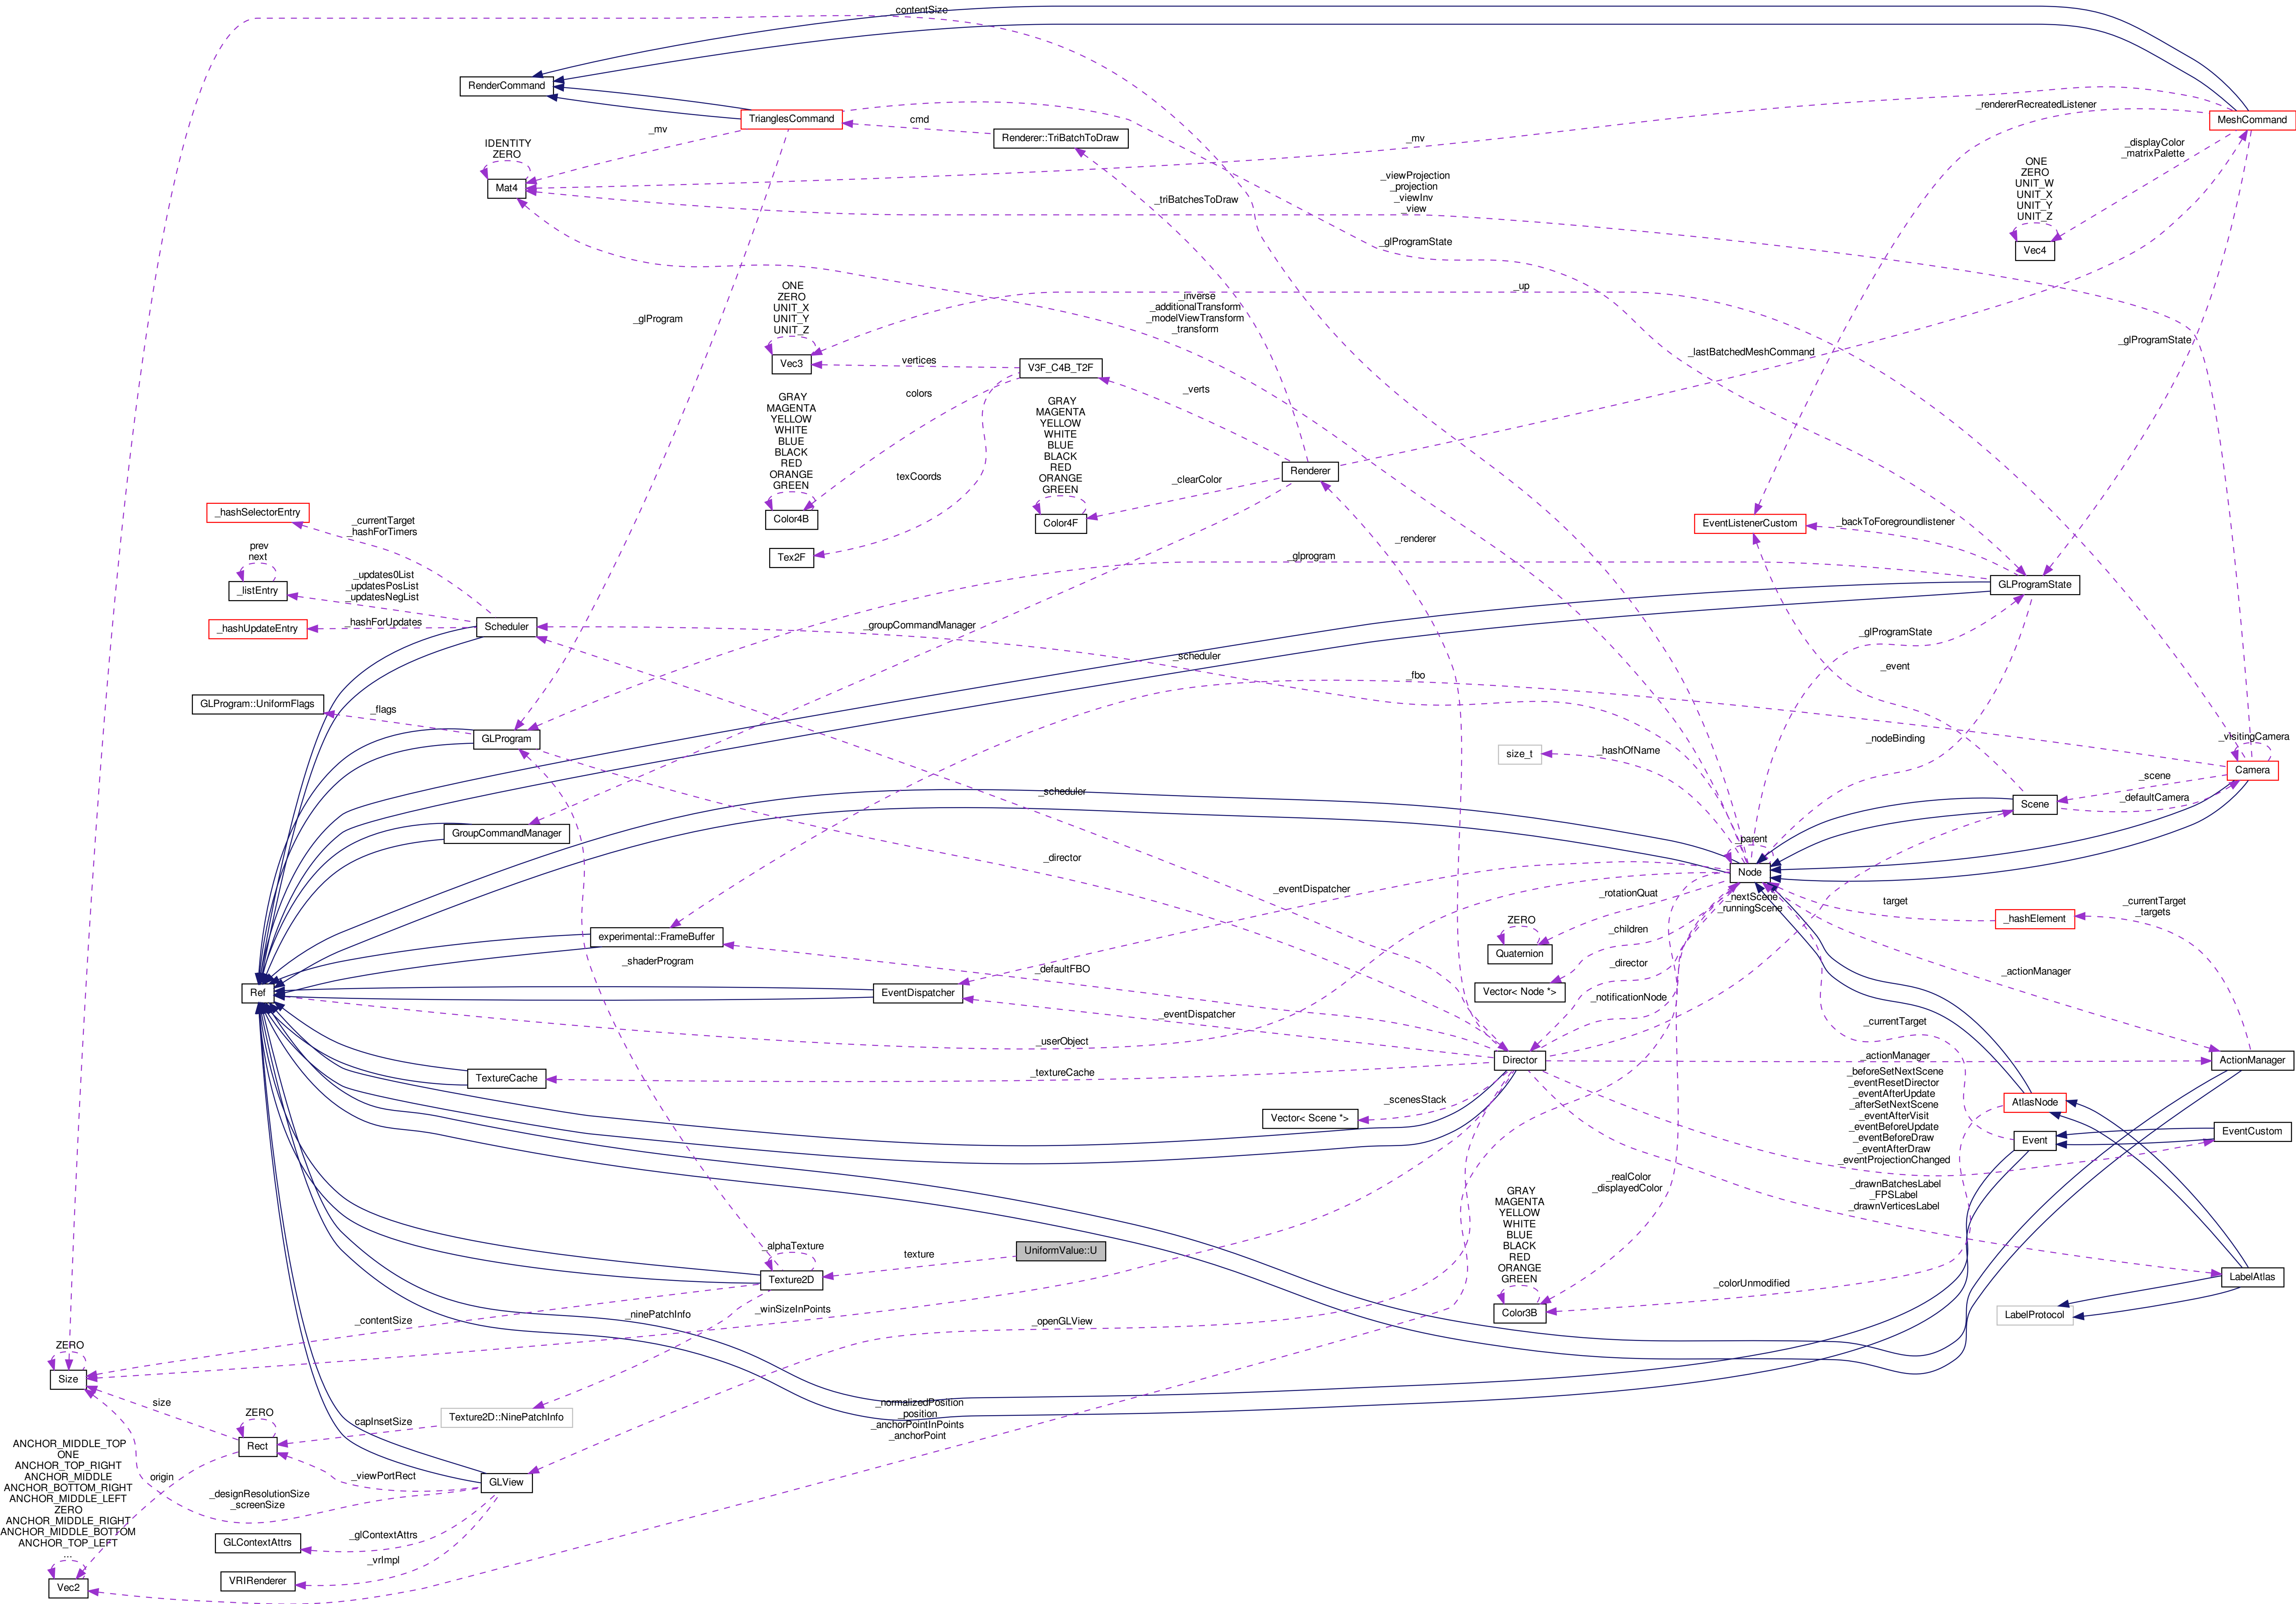 contentSize
RenderCommand
_rendererRecreatedListener
TrianglesCommand
cmd
MeshCommand
_mv
Renderer::TriBatchToDraw
_mv
_displayColor
_matrixPalette
IDENTITY
ZERO
Mat4
_viewProjection
_projection
_viewInv
_view
ONE
ZERO
UNIT_W
UNIT_X
UNIT_Y
UNIT_Z
_triBatchesToDraw
_glProgramState
Vec4
ONE
ZERO
UNIT_X
UNIT_Y
UNIT_Z
_inverse
_additionalTransform
_modelViewTransform
_transform
_up
_glProgram
_glProgramState
_lastBatchedMeshCommand
Vec3
vertices
V3F_C4B_T2F
colors
_verts
GRAY
MAGENTA
YELLOW
WHITE
BLUE
BLACK
RED
ORANGE
GREEN
GRAY
MAGENTA
YELLOW
WHITE
BLUE
BLACK
RED
ORANGE
GREEN
texCoords
Renderer
_clearColor
_hashSelectorEntry
_currentTarget
_hashForTimers
Color4B
Color4F
EventListenerCustom
_backToForegroundlistener
_renderer
prev
next
Tex2F
_glprogram
_listEntry
_updates0List
_updatesPosList
_updatesNegList
GLProgramState
_hashUpdateEntry
_hashForUpdates
Scheduler
_groupCommandManager
_glProgramState
_scheduler
_event
_fbo
GLProgram::UniformFlags
_flags
GLProgram
size_t
_hashOfName
_nodeBinding
_visitingCamera
Camera
_scene
_scheduler
Scene
_defaultCamera
GroupCommandManager
_director
_parent
Node
_eventDispatcher
_rotationQuat
_nextScene
_runningScene
target
_currentTarget
_targets
ZERO
_hashElement
experimental::FrameBuffer
_children
Quaternion
_shaderProgram
_defaultFBO
_director
_actionManager
Ref
EventDispatcher
Vector< Node *>
_notificationNode
_eventDispatcher
_currentTarget
_userObject
Director
_actionManager
ActionManager
TextureCache
_textureCache
_beforeSetNextScene
_eventResetDirector
_eventAfterUpdate
_afterSetNextScene
_eventAfterVisit
_eventBeforeUpdate
_eventBeforeDraw
_eventAfterDraw
_eventProjectionChanged
_scenesStack
AtlasNode
Vector< Scene *>
EventCustom
Event
_realColor
_displayedColor
_drawnBatchesLabel
_FPSLabel
_drawnVerticesLabel
GRAY
MAGENTA
YELLOW
WHITE
BLUE
BLACK
RED
ORANGE
GREEN
_alphaTexture
texture
UniformValue::U
Texture2D
_colorUnmodified
LabelAtlas
_winSizeInPoints
Color3B
LabelProtocol
_contentSize
_ninePatchInfo
_openGLView
ZERO
Size
size
ZERO
capInsetSize
Texture2D::NinePatchInfo
_normalizedPosition
_position
_anchorPointInPoints
_anchorPoint
Rect
ANCHOR_MIDDLE_TOP
ONE
ANCHOR_TOP_RIGHT
ANCHOR_MIDDLE
ANCHOR_BOTTOM_RIGHT
ANCHOR_MIDDLE_LEFT
ZERO
ANCHOR_MIDDLE_RIGHT
ANCHOR_MIDDLE_BOTTOM
ANCHOR_TOP_LEFT
...
origin
_viewPortRect
GLView
_designResolutionSize
_screenSize
GLContextAttrs
_glContextAttrs
_vrImpl
VRIRenderer
Vec2